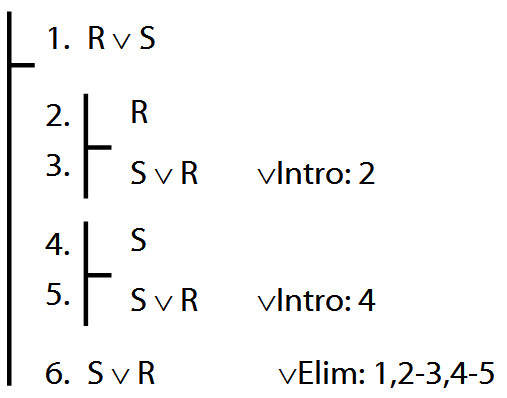 1. R ∨ S
2. R
3. S ∨ R ∨Intro: 2
4. S
5. S ∨ R ∨Intro: 4
6. S ∨ R ∨Elim: 1,2-3,4-5